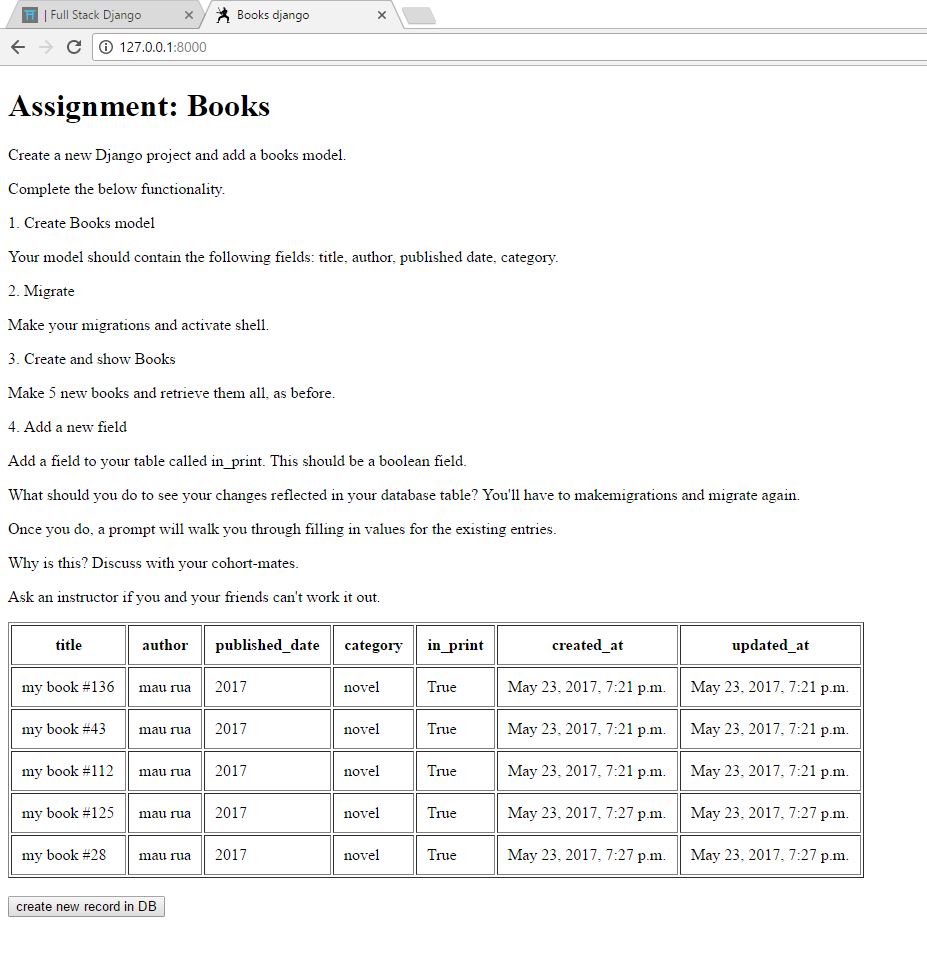 | Full Stack Django
Books django
127.0.0.1:8000
Assignment: Books
Create a new Django project and add a books model.
Complete the below functionality.
1. Create Books model
Your model should contain the following fields: title, author, published date, category.
2. Migrate
Make your migrations and activate shell.
3. Create and show Books
Make 5 new books and retrieve them all, as before.
4. Add a new field
Add a field to your table called in_print. This should be a boolean field.
What should you do to see your changes reflected in your database table? You'll have to makemigrations and migrate again.
Once you do, a prompt will walk you through filling in values for the existing entries.
Why is this? Discuss with your cohort-mates.
Ask an instructor if you and your friends can't work it out.
title author published_date category in_print created_at updated_at
my book #136 mau rua 2017 novel True May 23, 2017, 7:21 p.m. May 23, 2017, 7:21 p.m.
my book #43 mau rua 2017 novel True May 23, 2017, 7:21 p.m. May 23, 2017, 7:21 p.m.
my book #112 mau rua 2017 novel True May 23, 2017, 7:21 p.m. May 23, 2017, 7:21 p.m.
my book #125 mau rua 2017 novel True May 23, 2017, 7:27 p.m. May 23, 2017, 7:27 p.m.
my book #28 mau rua 2017 novel True May 23, 2017, 7:27 p.m. May 23, 2017, 7:27 p.m.
create new record in DB